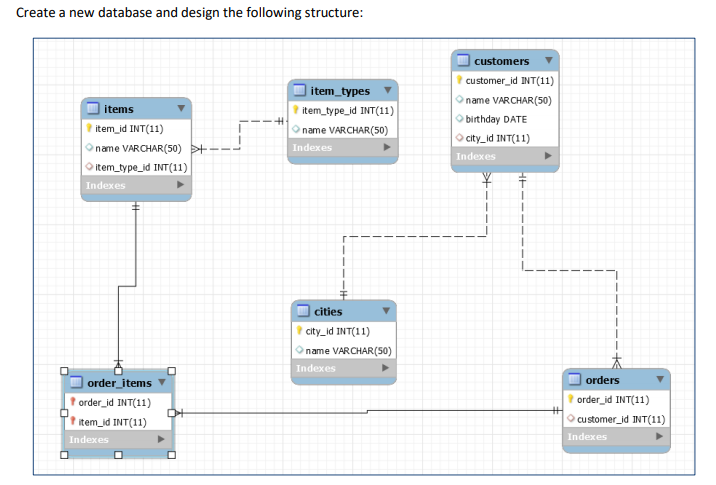 Create a new database and design the following structure:
customers
customer_id INT(11)
name VARCHAR(50)
birthday DATE
city_id INT(11)
Indexes
item_types
item_type_id INT(11)
name VARCHAR(50)
Indexes
items
item_id INT(11)
name VARCHAR(50)
item_type_id INT(11)
Indexes
cities
city_id INT(11)
name VARCHAR(50)
Indexes
order_items
order_id INT(11)
item_id INT(11)
Indexes
orders
order_id INT(11)
customer_id INT(11)
Indexes